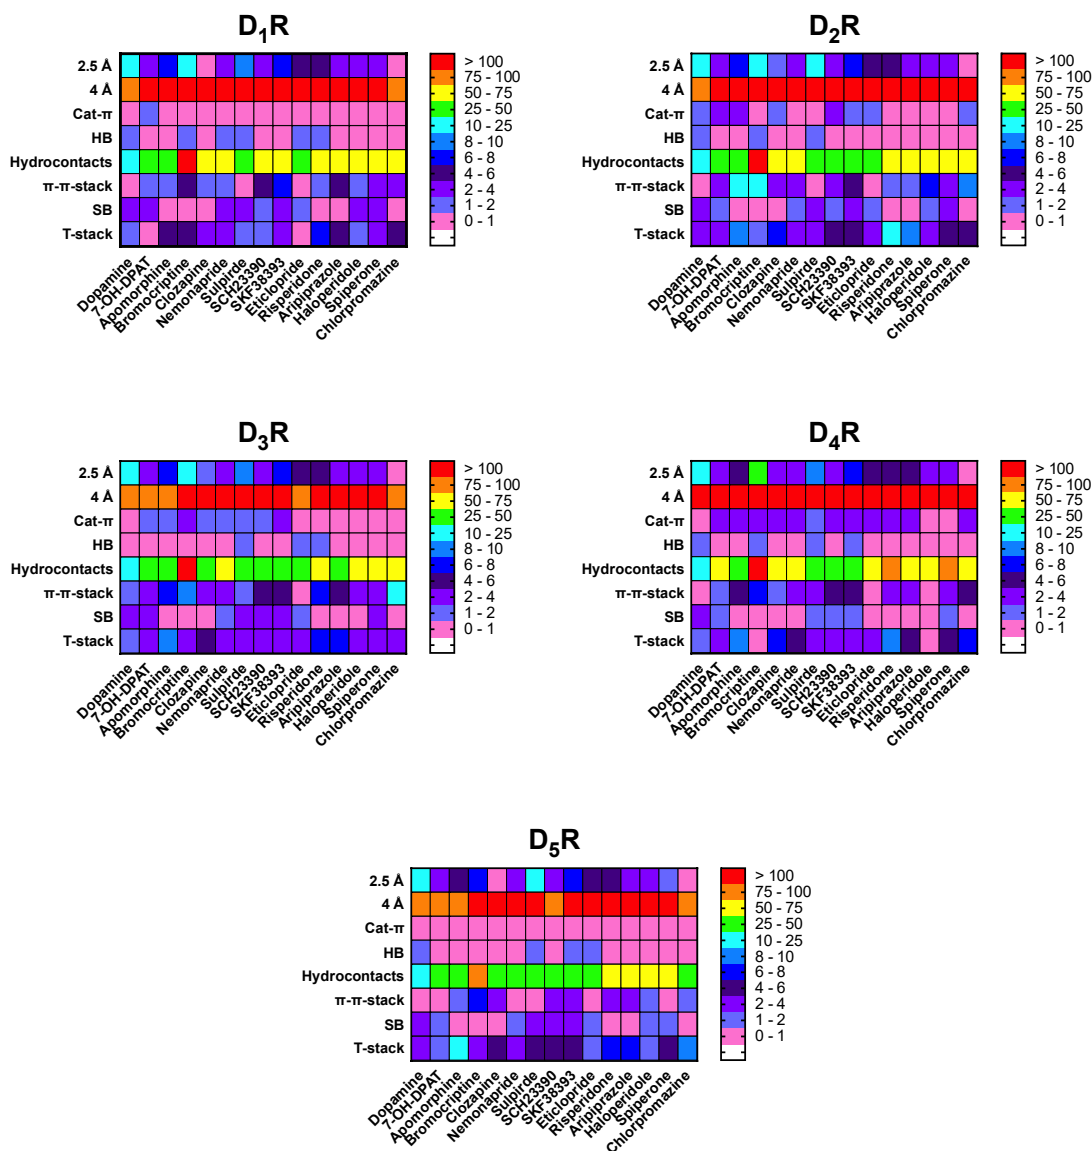 D1R
2.5 Å
4 Å
Cat-π
HB
Hydrocontacts
π-π-stack
SB
T-stack
Dopamine
7-OH-DPAT
Apomorphine
Bromocriptine
Clozapine
Nemonapride
Sulpirde
SCH23390
SKF38393
Eticlopride
Risperidone
Aripiprazole
Haloperidole
Spiperone
Chlorpromazine
> 100
75 - 100
50 - 75
25 - 50
10 - 25
8 - 10
6 - 8
4 - 6
2 - 4
1 - 2
0 - 1
D2R
2.5 Å
4 Å
Cat-π
HB
Hydrocontacts
π-π-stack
SB
T-stack
Dopamine
7-OH-DPAT
Apomorphine
Bromocriptine
Clozapine
Nemonapride
Sulpirde
SCH23390
SKF38393
Eticlopride
Risperidone
Aripiprazole
Haloperidole
Spiperone
Chlorpromazine
> 100
75 - 100
50 - 75
25 - 50
10 - 25
8 - 10
6 - 8
4 - 6
2 - 4
1 - 2
0 - 1
D3R
2.5 Å
4 Å
Cat-π
HB
Hydrocontacts
π-π-stack
SB
T-stack
Dopamine
7-OH-DPAT
Apomorphine
Bromocriptine
Clozapine
Nemonapride
Sulpirde
SCH23390
SKF38393
Eticlopride
Risperidone
Aripiprazole
Haloperidole
Spiperone
Chlorpromazine
> 100
75 - 100
50 - 75
25 - 50
10 - 25
8 - 10
6 - 8
4 - 6
2 - 4
1 - 2
0 - 1
D4R
2.5 Å
4 Å
Cat-π
HB
Hydrocontacts
π-π-stack
SB
T-stack
Dopamine
7-OH-DPAT
Apomorphine
Bromocriptine
Clozapine
Nemonapride
Sulpirde
SCH23390
SKF38393
Eticlopride
Risperidone
Aripiprazole
Haloperidole
Spiperone
Chlorpromazine
> 100
75 - 100
50 - 75
25 - 50
10 - 25
8 - 10
6 - 8
4 - 6
2 - 4
1 - 2
0 - 1
D5R
2.5 Å
4 Å
Cat-π
HB
Hydrocontacts
π-π-stack
SB
T-stack
Dopamine
7-OH-DPAT
Apomorphine
Bromocriptine
Clozapine
Nemonapride
Sulpirde
SCH23390
SKF38393
Eticlopride
Risperidone
Aripiprazole
Haloperidole
Spiperone
Chlorpromazine
> 100
75 - 100
50 - 75
25 - 50
10 - 25
8 - 10
6 - 8
4 - 6
2 - 4
1 - 2
0 - 1